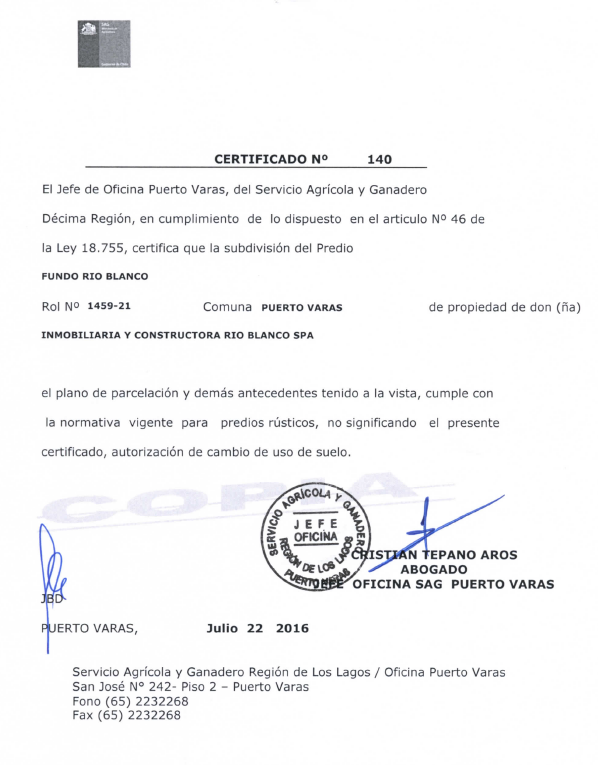 SAG
Gobierno de Chile
CERTIFICADO Nº 140
El Jefe de Oficina Puerto Varas, del Servicio Agrícola y Ganadero
Décima Región, en cumplimiento de lo dispuesto en el articulo Nº 46 de
la Ley 18.755, certifica que la subdivisión del Predio
FUNDO RIO BLANCO
Rol Nº 1459-21 Comuna PUERTO VARAS de propiedad de don (ña)
INMOBILIARIA Y CONSTRUCTORA RIO BLANCO SPA
el plano de parcelación y demás antecedentes tenido a la vista, cumple con
la normativa vigente para predios rústicos, no significando el presente
certificado, autorización de cambio de uso de suelo.
COPIA
SERVICIO AGRÍCOLA Y GANADERO
JEFE
OFICINA
REGIÓN DE LOS LAGOS
PUERTO VARAS
CRISTIAN TEPANO AROS
ABOGADO
JEFE OFICINA SAG PUERTO VARAS
JBD
PUERTO VARAS, Julio 22 2016
Servicio Agrícola y Ganadero Región de Los Lagos / Oficina Puerto Varas
San José N° 242- Piso 2 – Puerto Varas
Fono (65) 2232268
Fax (65) 2232268